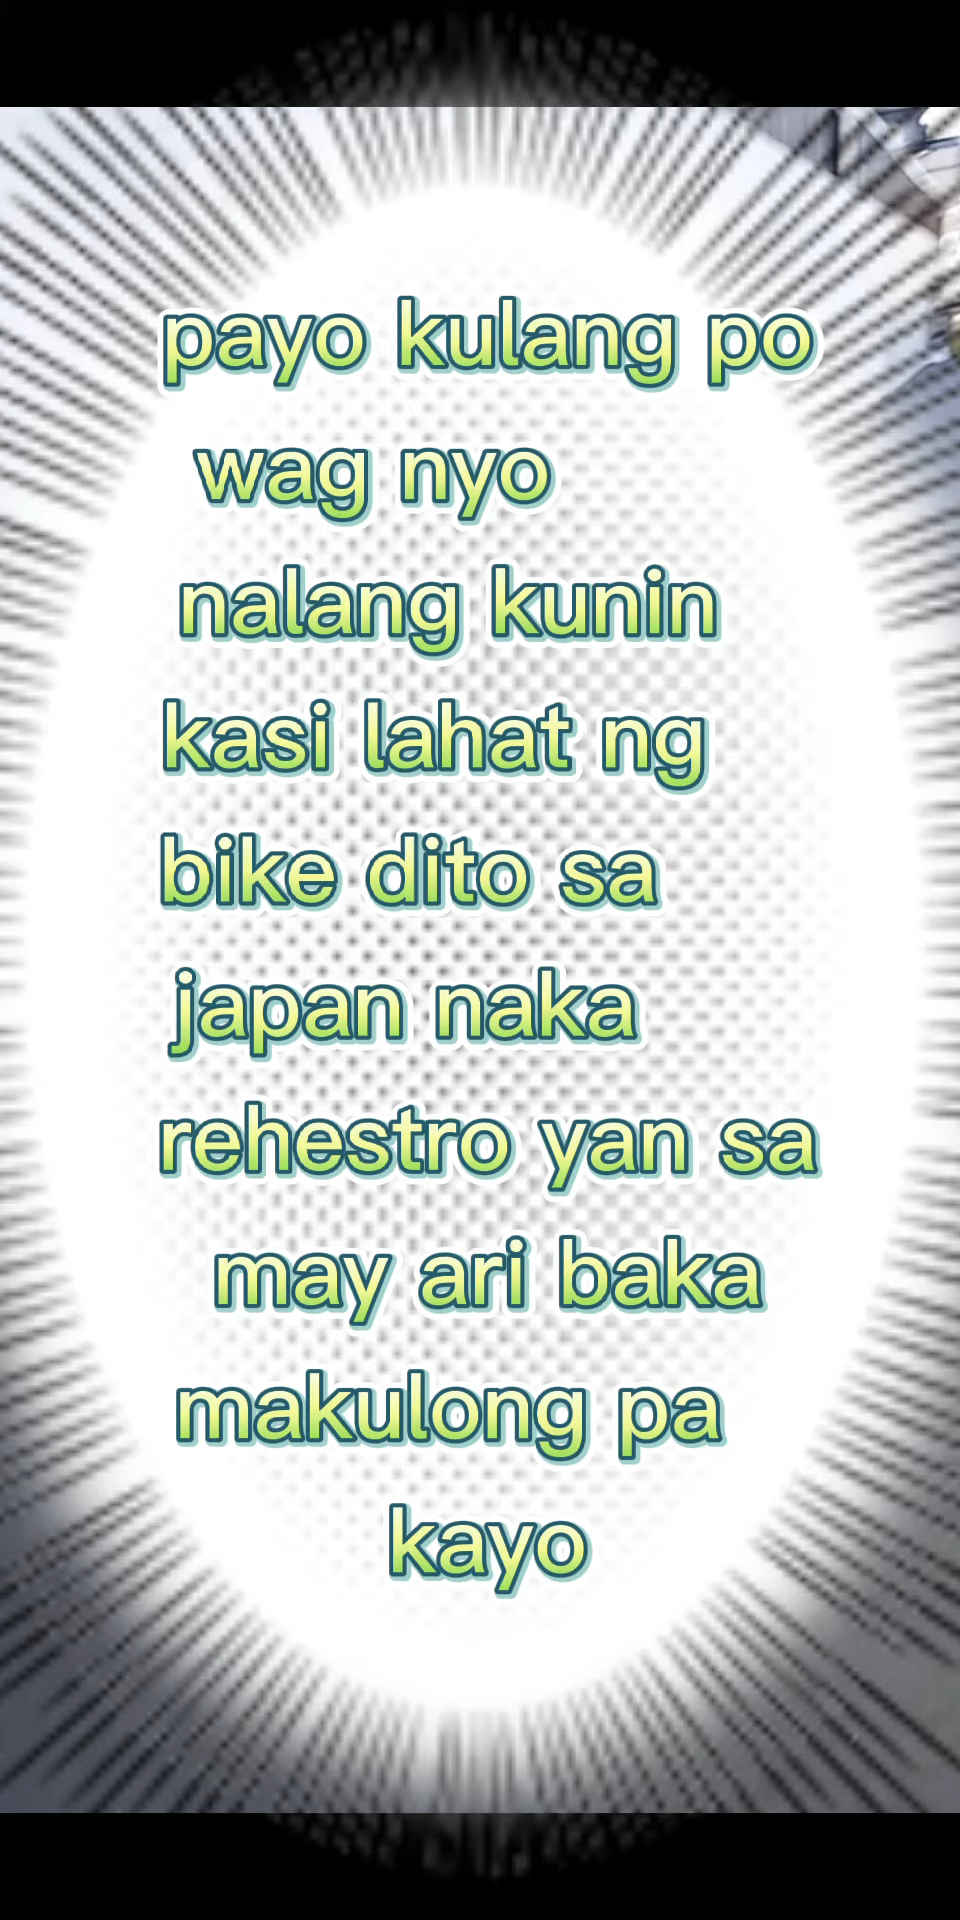 payo kulang po
wag nyo
nalang kunin
kasi lahat ng
bike dito sa
japan naka
rehestro yan sa
may ari baka
makulong pa
kayo